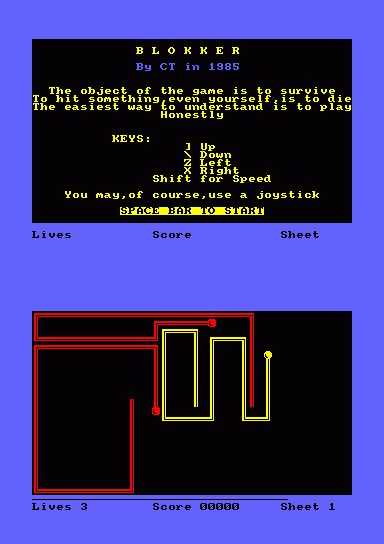 B L O K K E R
By CT in 1985
The object of the game is to survive
To hit something,even yourself,is to die
The easiest way to understand is to play
Honestly
KEYS:
] Up
\ Down
Z Left
X Right
Shift for Speed
You may,of course,use a joystick
SPACE BAR TO START
Lives Score Sheet
Lives 3 Score 00000 Sheet 1